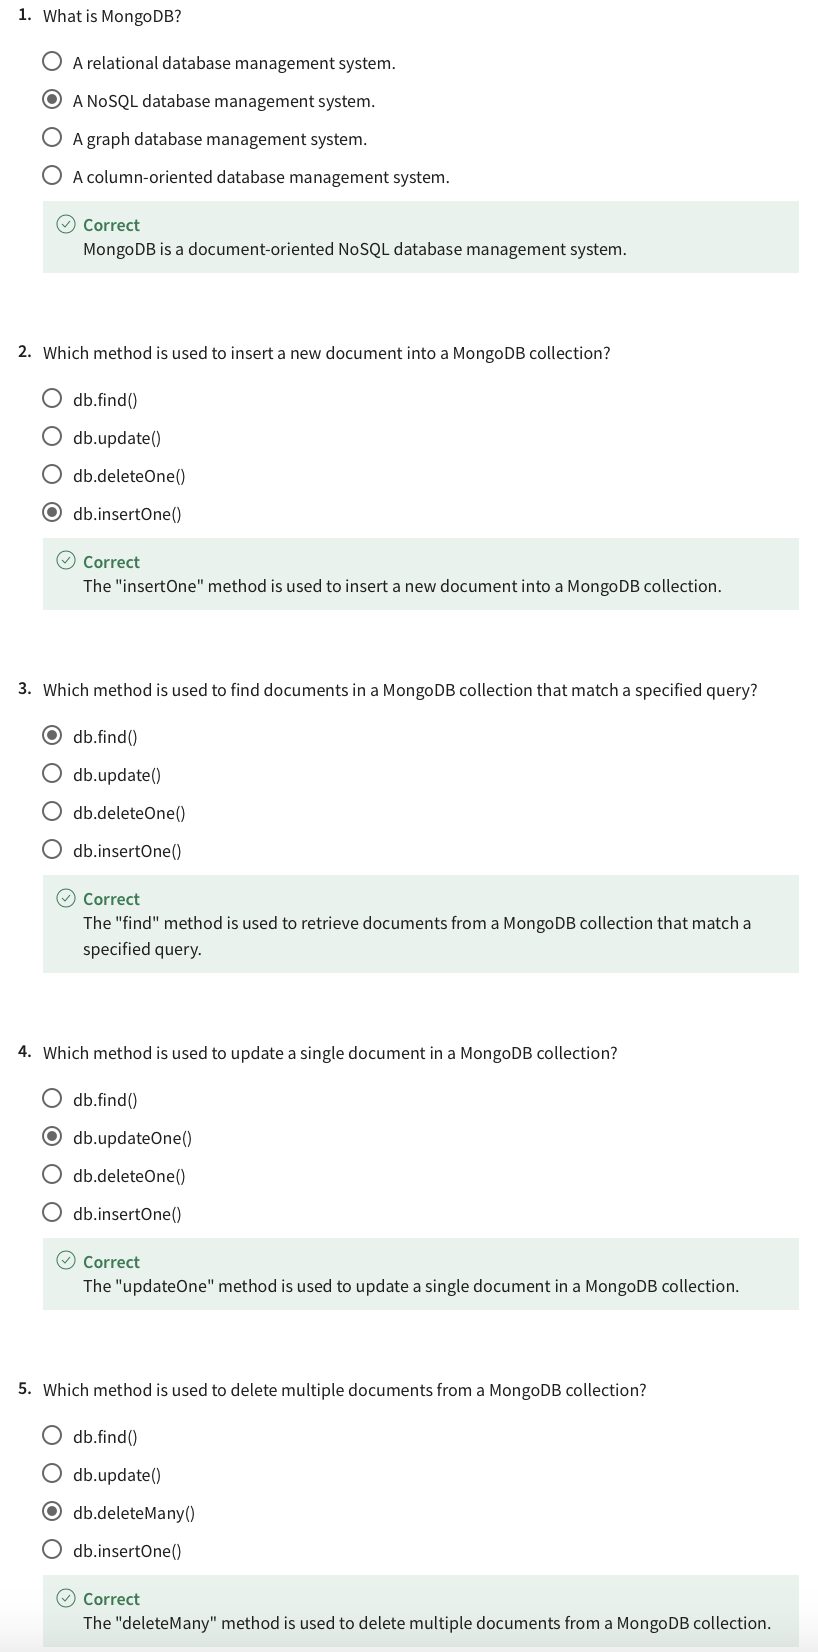 1. What is MongoDB?
A relational database management system.
A NoSQL database management system.
A graph database management system.
A column-oriented database management system.
Correct
MongoDB is a document-oriented NoSQL database management system.
2. Which method is used to insert a new document into a MongoDB collection?
db.find()
db.update()
db.deleteOne()
db.insertOne()
Correct
The "insertOne" method is used to insert a new document into a MongoDB collection.
3. Which method is used to find documents in a MongoDB collection that match a specified query?
db.find()
db.update()
db.deleteOne()
db.insertOne()
Correct
The "find" method is used to retrieve documents from a MongoDB collection that match a
specified query.
4. Which method is used to update a single document in a MongoDB collection?
db.find()
db.updateOne()
db.deleteOne()
db.insertOne()
Correct
The "updateOne" method is used to update a single document in a MongoDB collection.
5. Which method is used to delete multiple documents from a MongoDB collection?
db.find()
db.update()
db.deleteMany()
db.insertOne()
Correct
The "deleteMany" method is used to delete multiple documents from a MongoDB collection.